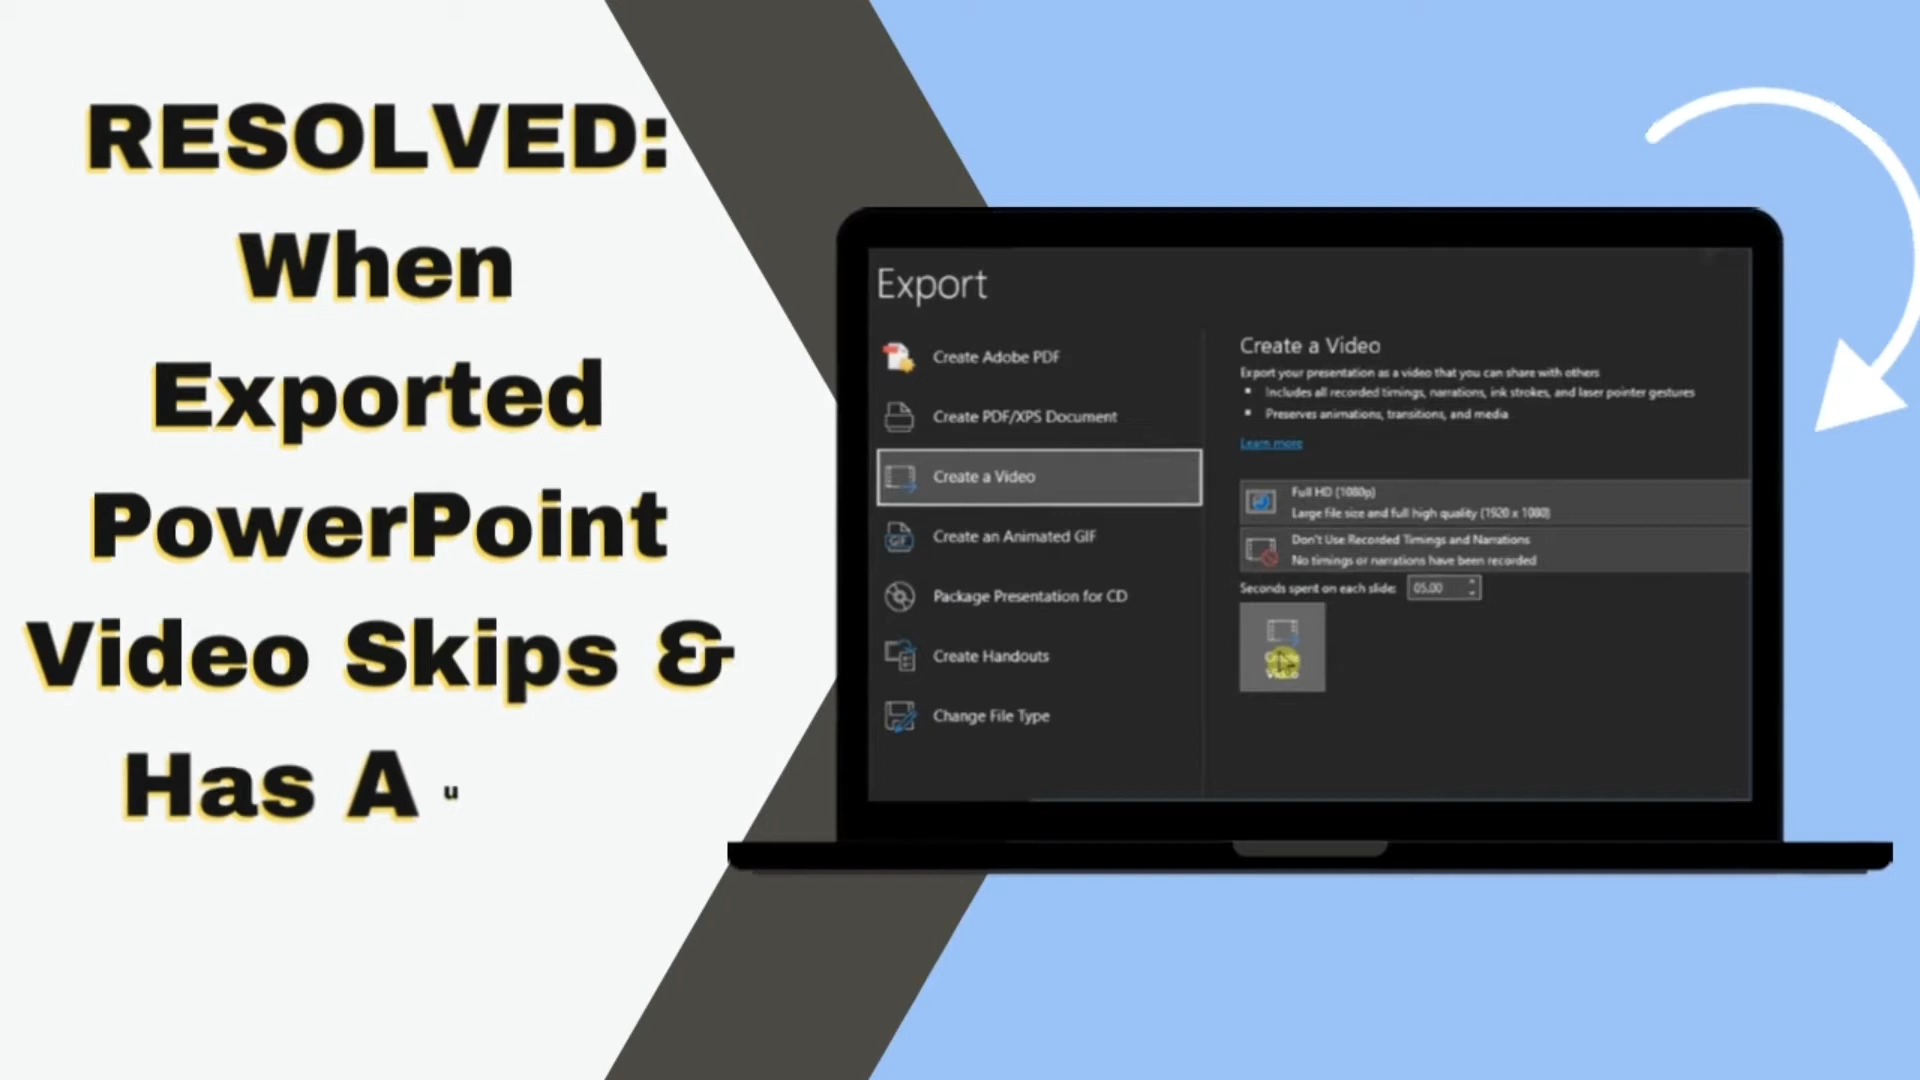 RESOLVED:
When
Exported
PowerPoint
Video Skips &
Has A u
Export
Create Adobe PDF
Create PDF/XPS Document
Create a Video
Create an Animated GIF
GIF
Package Presentation for CD
Create Handouts
Change File Type
Create a Video
Export your presentation as a video that you can share with others
Includes all recorded timings, narrations, ink strokes, and laser pointer gestures
Preserves animations, transitions, and media
Learn more
Full HD (1080p)
Large file size and full high quality (1920 x 1080)
Don't Use Recorded Timings and Narrations
No timings or narrations have been recorded
Seconds spent on each slide: 05.00
Create
Video